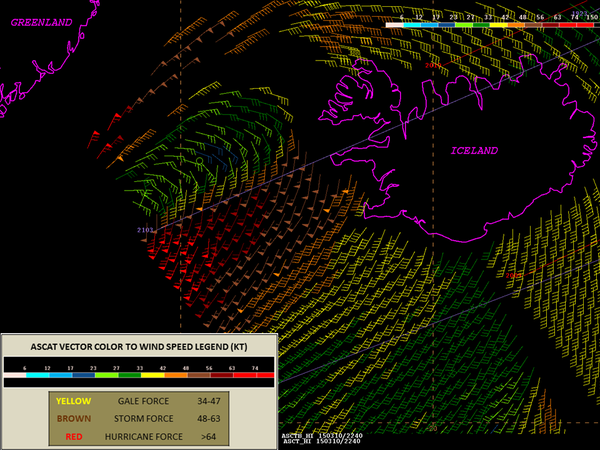 GREENLAND
6 12 17 23 27 33 42 48 56 63 74 150
ICELAND
2103
ASCAT VECTOR COLOR TO WIND SPEED LEGEND (KT)
6 12 17 23 27 33 42 48 56 63 74
YELLOW GALE FORCE 34-47
BROWN STORM FORCE 48-63
RED HURRICANE FORCE >64
ASCTB_HI 150310/2240
ASCT_HI 150310/2240